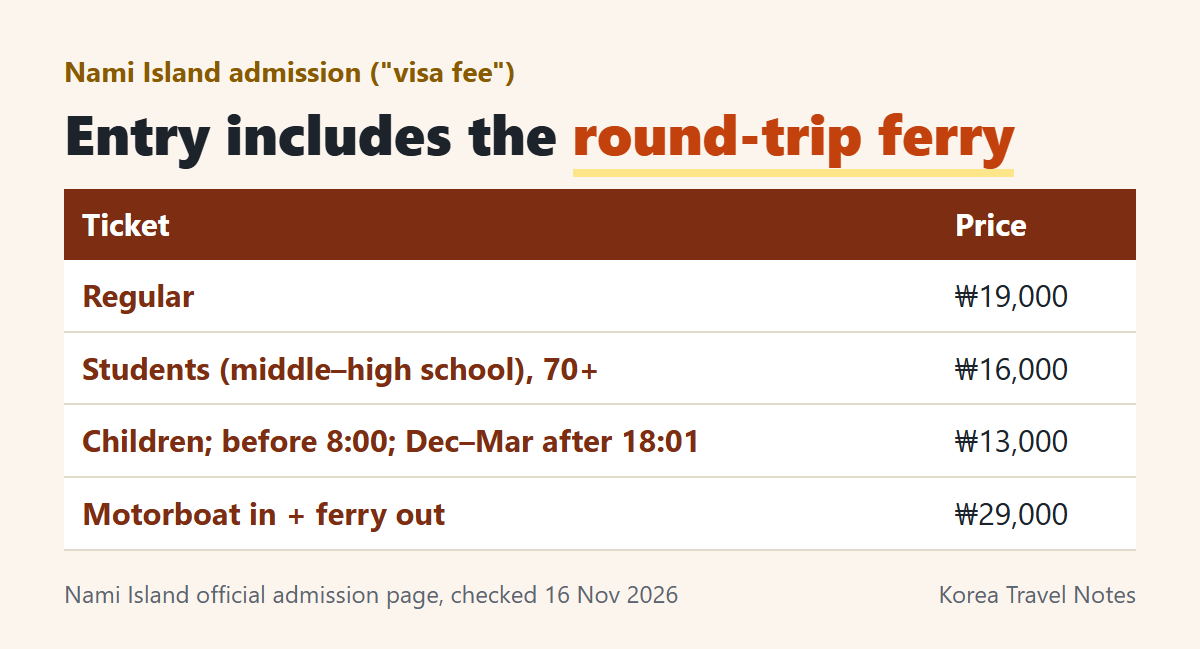 Nami Island admission ("visa fee")
Entry includes the round-trip ferry
Ticket Price
Regular ₩19,000
Students (middle–high school), 70+ ₩16,000
Children; before 8:00; Dec–Mar after 18:01 ₩13,000
Motorboat in + ferry out ₩29,000
Nami Island official admission page, checked 16 Nov 2026 Korea Travel Notes